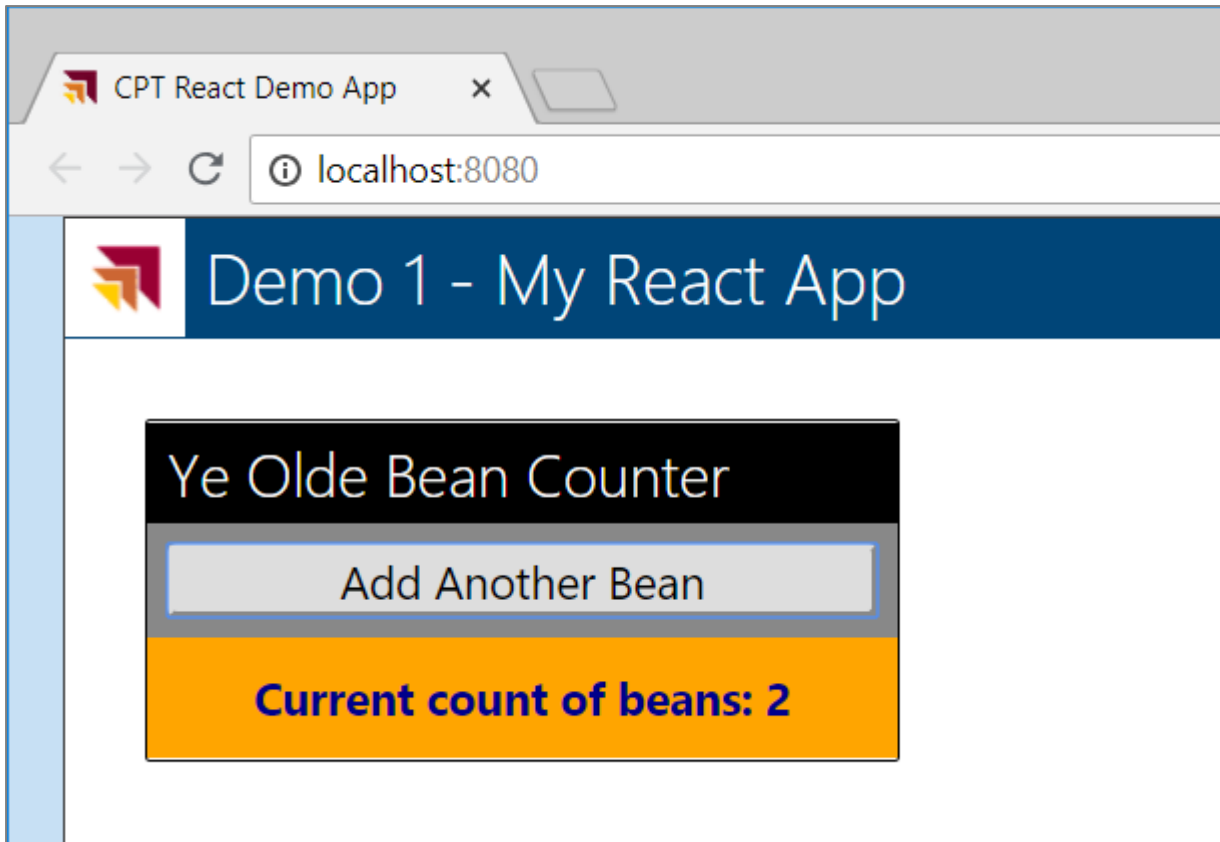 CPT React Demo App
localhost:8080
Demo 1 - My React App
Ye Olde Bean Counter
Add Another Bean
Current count of beans: 2